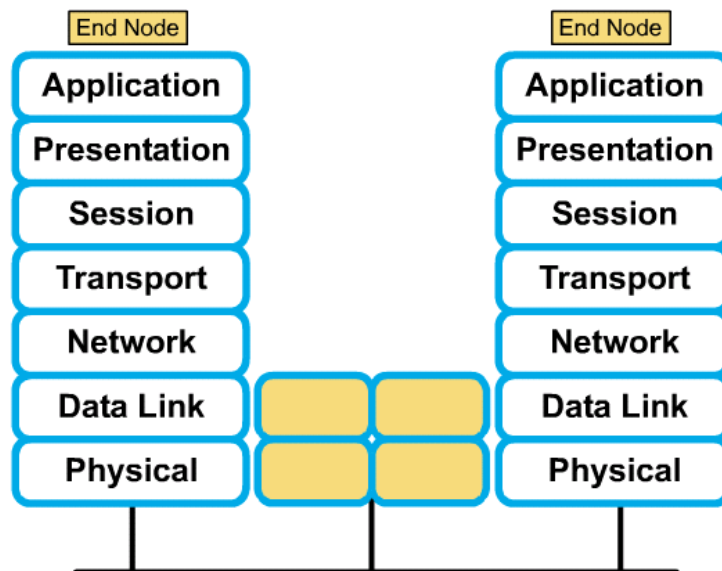 End Node
End Node
Application
Application
Presentation
Presentation
Session
Session
Transport
Transport
Network
Network
Data Link
Data Link
Physical
Physical